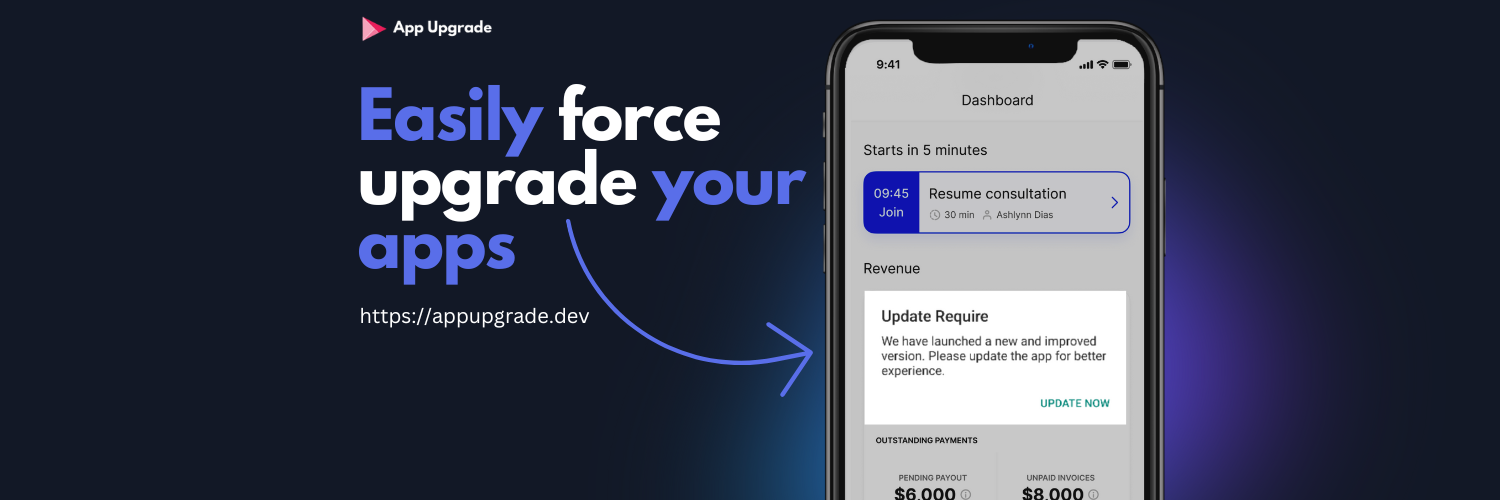 App Upgrade
Easily force
upgrade your
apps
https://appupgrade.dev
9:41
Dashboard
Starts in 5 minutes
09:45
Join
Resume consultation
30 min
Ashlynn Dias
Revenue
Update Require
We have launched a new and improved
version. Please update the app for better
experience.
UPDATE NOW
OUTSTANDING PAYMENTS
PENDING PAYOUT
$6,000
UNPAID INVOICES
$8,000